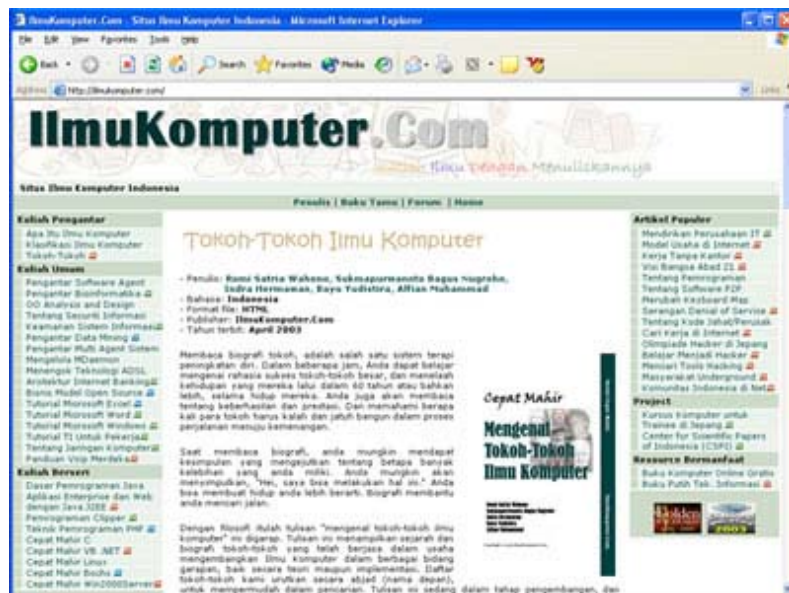 IlmuKomputer.Com - Situs Ilmu Komputer Indonesia - Microsoft Internet Explorer
File Edit View Favorites Tools Help
Back Search Favorites Media
Address http://ilmukomputer.com/ Links
IlmuKomputer.Com
Ilmu Dengan Menuliskannya
Situs Ilmu Komputer Indonesia
Penulis | Buku Tamu | Forum | Home
Kuliah Pengantar
Apa Itu Ilmu Komputer
Klasifikasi Ilmu Komputer
Tokoh-Tokoh
Kuliah Umum
Pengantar Software Agent
Pengantar Bioinformatika
OO Analysis and Design
Tentang Securiti Informasi
Keamanan Sistem Informasi
Pengantar Data Mining
Pengantar Multi Agent Sistem
Mengelola MDaemon
Menengok Teknologi ADSL
Arsitektur Internet Banking
Bisnis Model Open Source
Tutorial Microsoft Excel
Tutorial Microsoft Word
Tutorial Microsoft Windows
Tutorial TI Untuk Pekerja
Tentang Jaringan Komputer
Panduan Voip Merdeka
Kuliah Berseri
Dasar Pemrograman Java
Aplikasi Enterprise dan Web
dengan Java J2EE
Pemrograman Clipper
Teknik Pemrograman PHP
Cepat Mahir C
Cepat Mahir VB .NET
Cepat Mahir Linux
Cepat Mahir Bochs
Cepat Mahir Win2000Server
Tokoh-Tokoh Ilmu Komputer
- Penulis: Romi Satria Wahono, Sukmapurmanota Bagus Nugroho,
Indra Hermawan, Bayu Yudistira, Alfian Muhammad
- Bahasa: Indonesia
- Format file: HTML
- Publisher: IlmuKomputer.Com
- Tahun terbit: April 2003
Membaca biografi tokoh, adalah salah satu sistem terapi
peningkatan diri. Dalam beberapa jam, Anda dapat belajar
mengenai rahasia sukses tokoh-tokoh besar, dan menelaah
kehidupan yang mereka lalui dalam 60 tahun atau bahkan
lebih, selama hidup mereka. Anda juga akan membaca
tentang keberhasilan dan prestasi. Dan memahami berapa
kali para tokoh harus kalah dan jatuh bangun dalam proses
perjalanan menuju kemenangan.
Saat membaca biografi, anda mungkin mendapat
kesimpulan yang mengejutkan tentang betapa banyak
kelebihan yang anda miliki. Anda mungkin akan
menyimpulkan, "Hei, saya bisa melakukan hal ini." Anda
bisa membuat hidup anda lebih berarti. Biografi membantu
anda mencari jalan.
Dengan filosofi itulah tulisan "mengenal tokoh-tokoh ilmu
komputer" ini digarap. Tulisan ini menampilkan sejarah dan
biografi tokoh-tokoh yang telah berjasa dalam usaha
mengembangkan Ilmu Komputer dalam berbagai bidang
garapan, baik secara teori maupun implementasi. Daftar
tokoh-tokoh kami urutkan secara abjad (nama depan),
untuk mempermudah dalam pencarian. Tulisan ini sedang dalam tahap pengembangan, dan
Cepat Mahir
Mengenal
Tokoh-Tokoh
Ilmu Komputer
Artikel Populer
Mendirikan Perusahaan IT
Model Usaha di Internet
Kerja Tanpa Kantor
Visi Bangsa Abad 21
Tentang Pemrograman
Tentang Software P2P
Merubah Keyboard Map
Serangan Denial of Service
Tentang Kode Jahat/Perusak
Cari Kerja di Internet
Olimpiade Hacker di Jepang
Belajar Menjadi Hacker
Mencari Tools Hacking
Masyarakat Underground
Komunitas Indonesia di Net
Project
Kursus Komputer untuk
Trainee di Jepang
Center for Scientific Papers
of Indonesia (CSPI)
Resource Bermanfaat
Buku Komputer Online Gratis
Buku Putih Tek. Informasi
Golden
2003